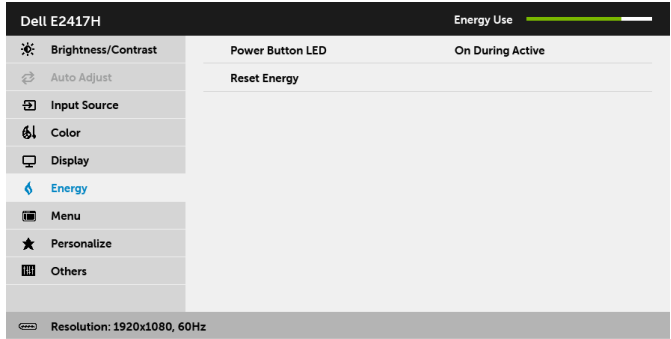 Dell E2417H Energy Use
Brightness/Contrast Power Button LED On During Active
Auto Adjust Reset Energy
Input Source
Color
Display
Energy
Menu
Personalize
Others
Resolution: 1920x1080, 60Hz